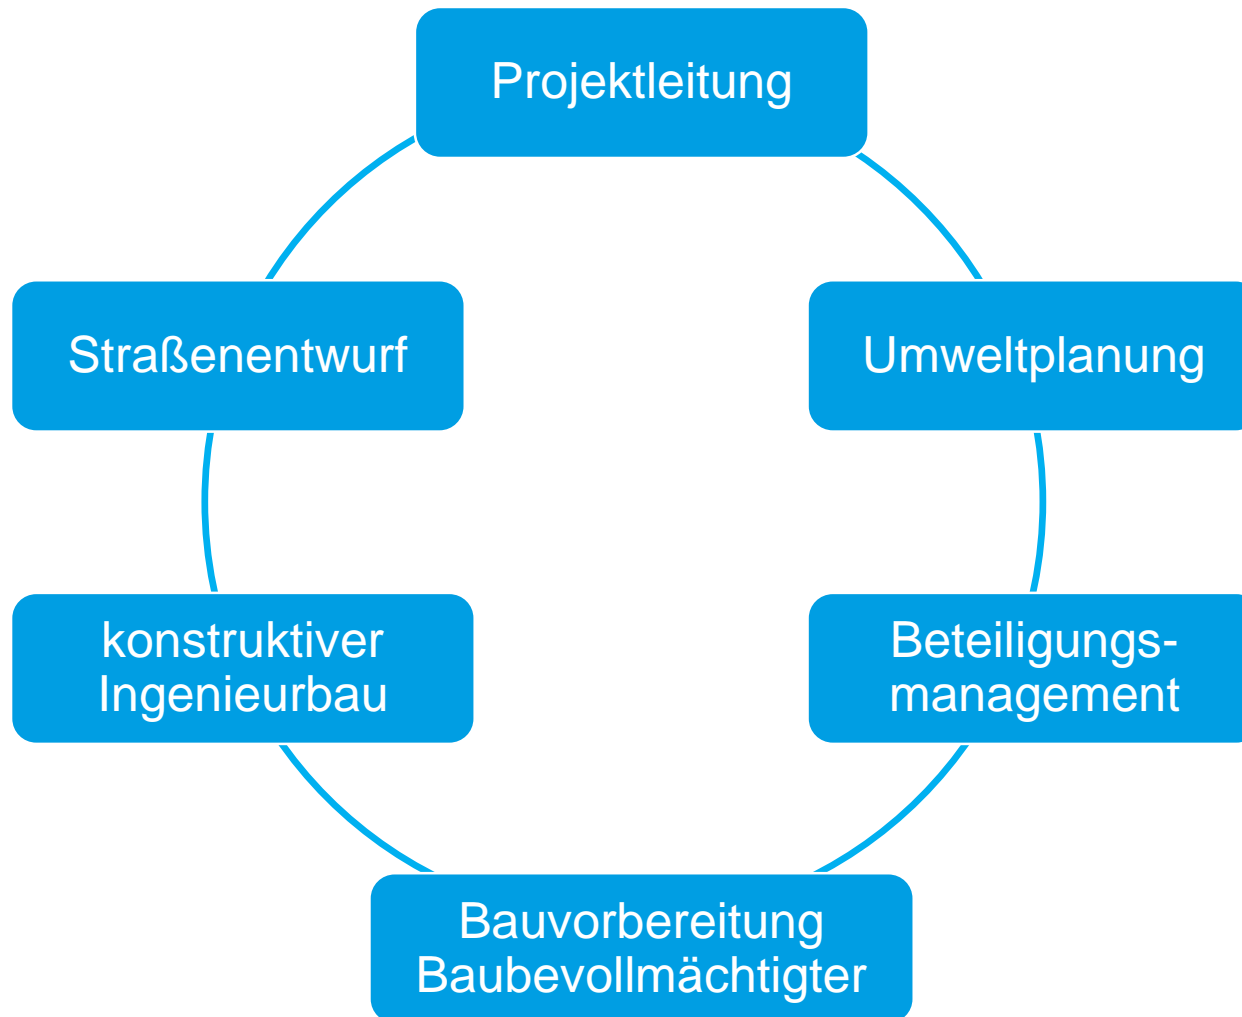 Projektleitung
Straßenentwurf
Umweltplanung
konstruktiver
Ingenieurbau
Beteiligungs-
management
Bauvorbereitung
Baubevollmächtigter